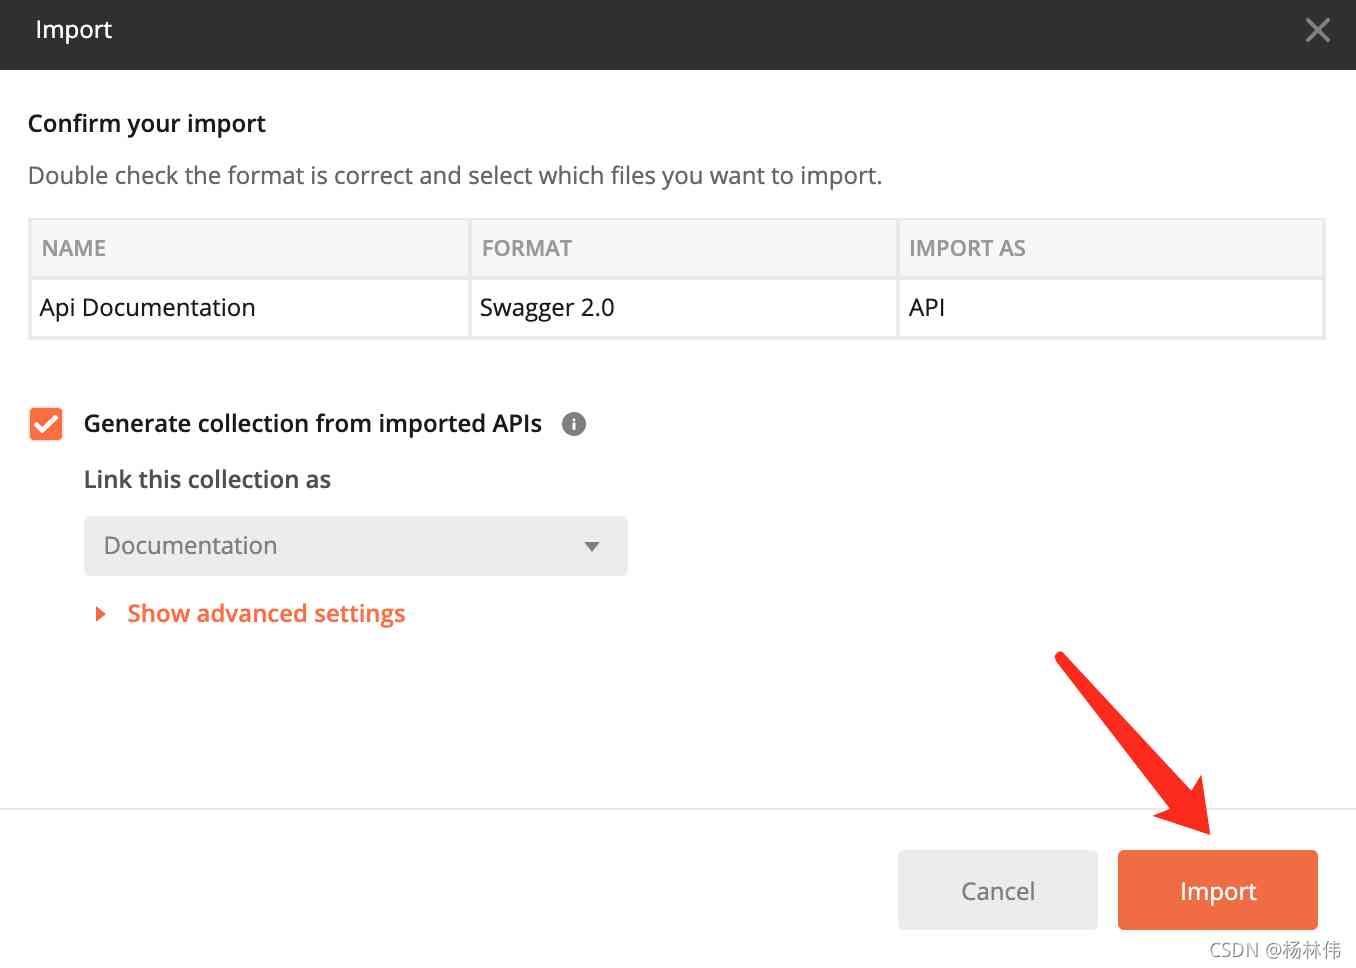 Import
Confirm your import
Double check the format is correct and select which files you want to import.
NAME FORMAT IMPORT AS
Api Documentation Swagger 2.0 API
Generate collection from imported APIs
Link this collection as
Documentation
Show advanced settings
Cancel Import
CSDN @杨林伟